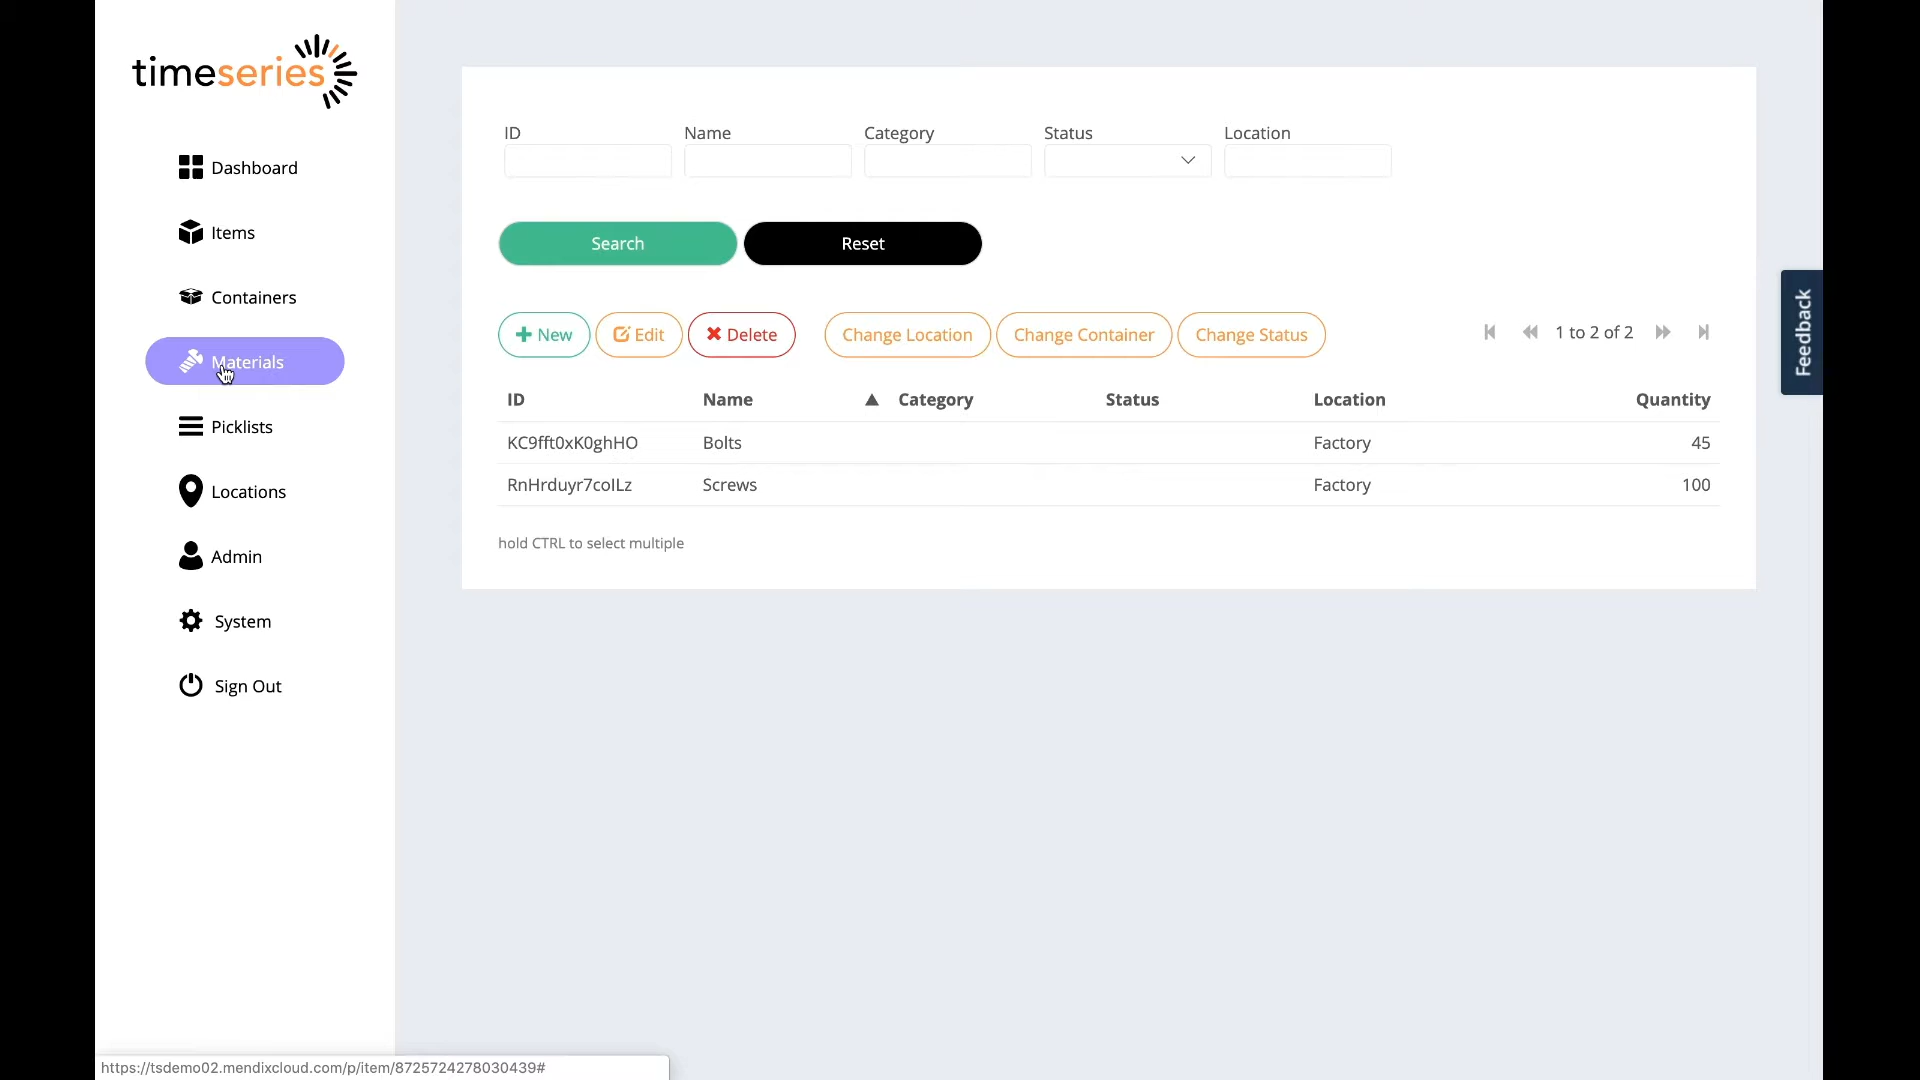 timeseries
Dashboard
Items
Containers
Materials
Picklists
Locations
Admin
System
Sign Out
ID Name Category Status Location
Search Reset
New Edit Delete Change Location Change Container Change Status 1 to 2 of 2
ID Name ▲ Category Status Location Quantity
KC9fft0xK0ghHO Bolts Factory 45
RnHrduyr7colLz Screws Factory 100
hold CTRL to select multiple
Feedback
https://tsdemo02.mendixcloud.com/p/item/8725724278030439#